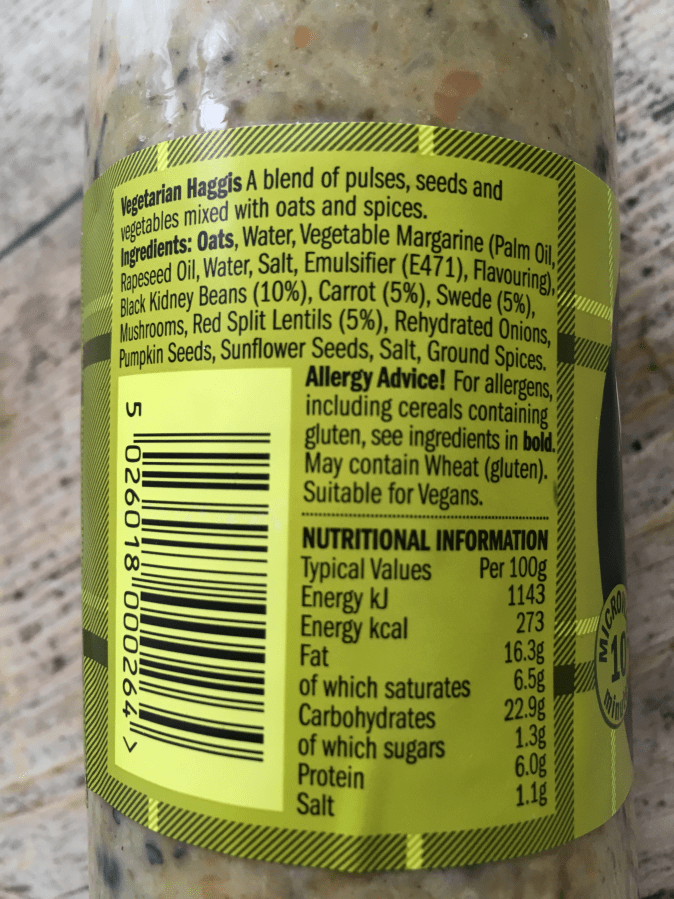 Vegetarian Haggis A blend of pulses, seeds and
vegetables mixed with oats and spices.
Ingredients: Oats, Water, Vegetable Margarine (Palm Oil,
Rapeseed Oil, Water, Salt, Emulsifier (E471), Flavouring),
Black Kidney Beans (10%), Carrot (5%), Swede (5%),
Mushrooms, Red Split Lentils (5%), Rehydrated Onions,
Pumpkin Seeds, Sunflower Seeds, Salt, Ground Spices.
Allergy Advice! For allergens,
including cereals containing
gluten, see ingredients in bold.
May contain Wheat (gluten).
Suitable for Vegans.
5 026018 000264 >
NUTRITIONAL INFORMATION
Typical Values Per 100g
Energy kJ 1143
Energy kcal 273
Fat 16.3g
of which saturates 6.5g
Carbohydrates 22.9g
of which sugars 1.3g
Protein 6.0g
Salt 1.1g
10